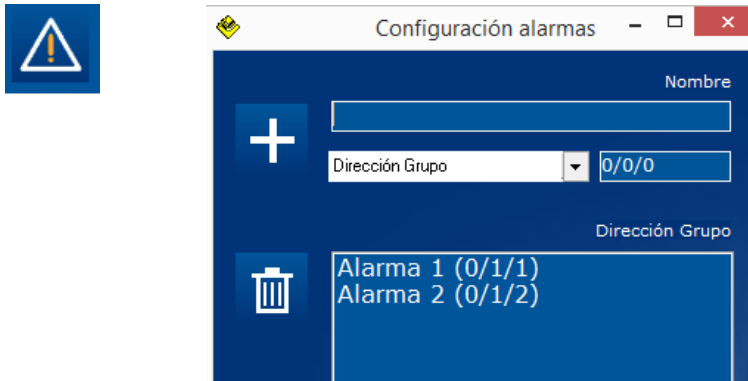 Configuración alarmas
Nombre
Dirección Grupo
0/0/0
Dirección Grupo
Alarma 1 (0/1/1)
Alarma 2 (0/1/2)